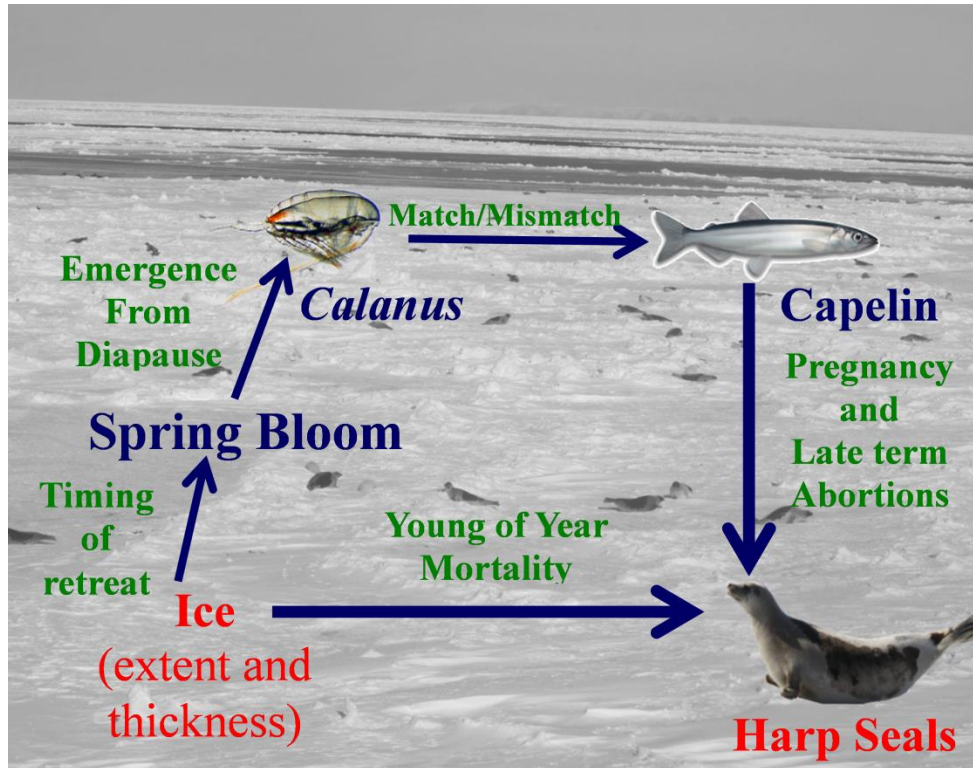 Match/Mismatch
Emergence
From
Diapause
Calanus
Capelin
Pregnancy
and
Late term
Abortions
Spring Bloom
Timing
of
retreat
Young of Year
Mortality
Ice
(extent and
thickness)
Harp Seals